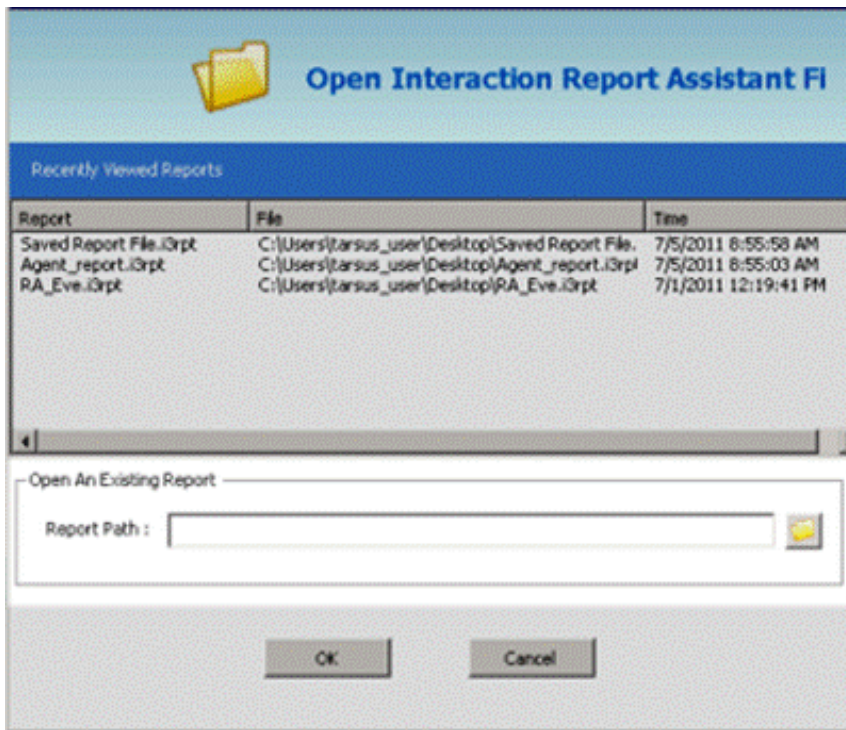 Open Interaction Report Assistant Fi
Recently Viewed Reports
Report File Time
Saved Report File.i3rpt C:\Users\tarsus_user\Desktop\Saved Report File. 7/5/2011 8:55:58 AM
Agent_report.i3rpt C:\Users\tarsus_user\Desktop\Agent_report.i3rpt 7/5/2011 8:55:03 AM
RA_Eve.i3rpt C:\Users\tarsus_user\Desktop\RA_Eve.i3rpt 7/1/2011 12:19:41 PM
Open An Existing Report
Report Path :
OK Cancel